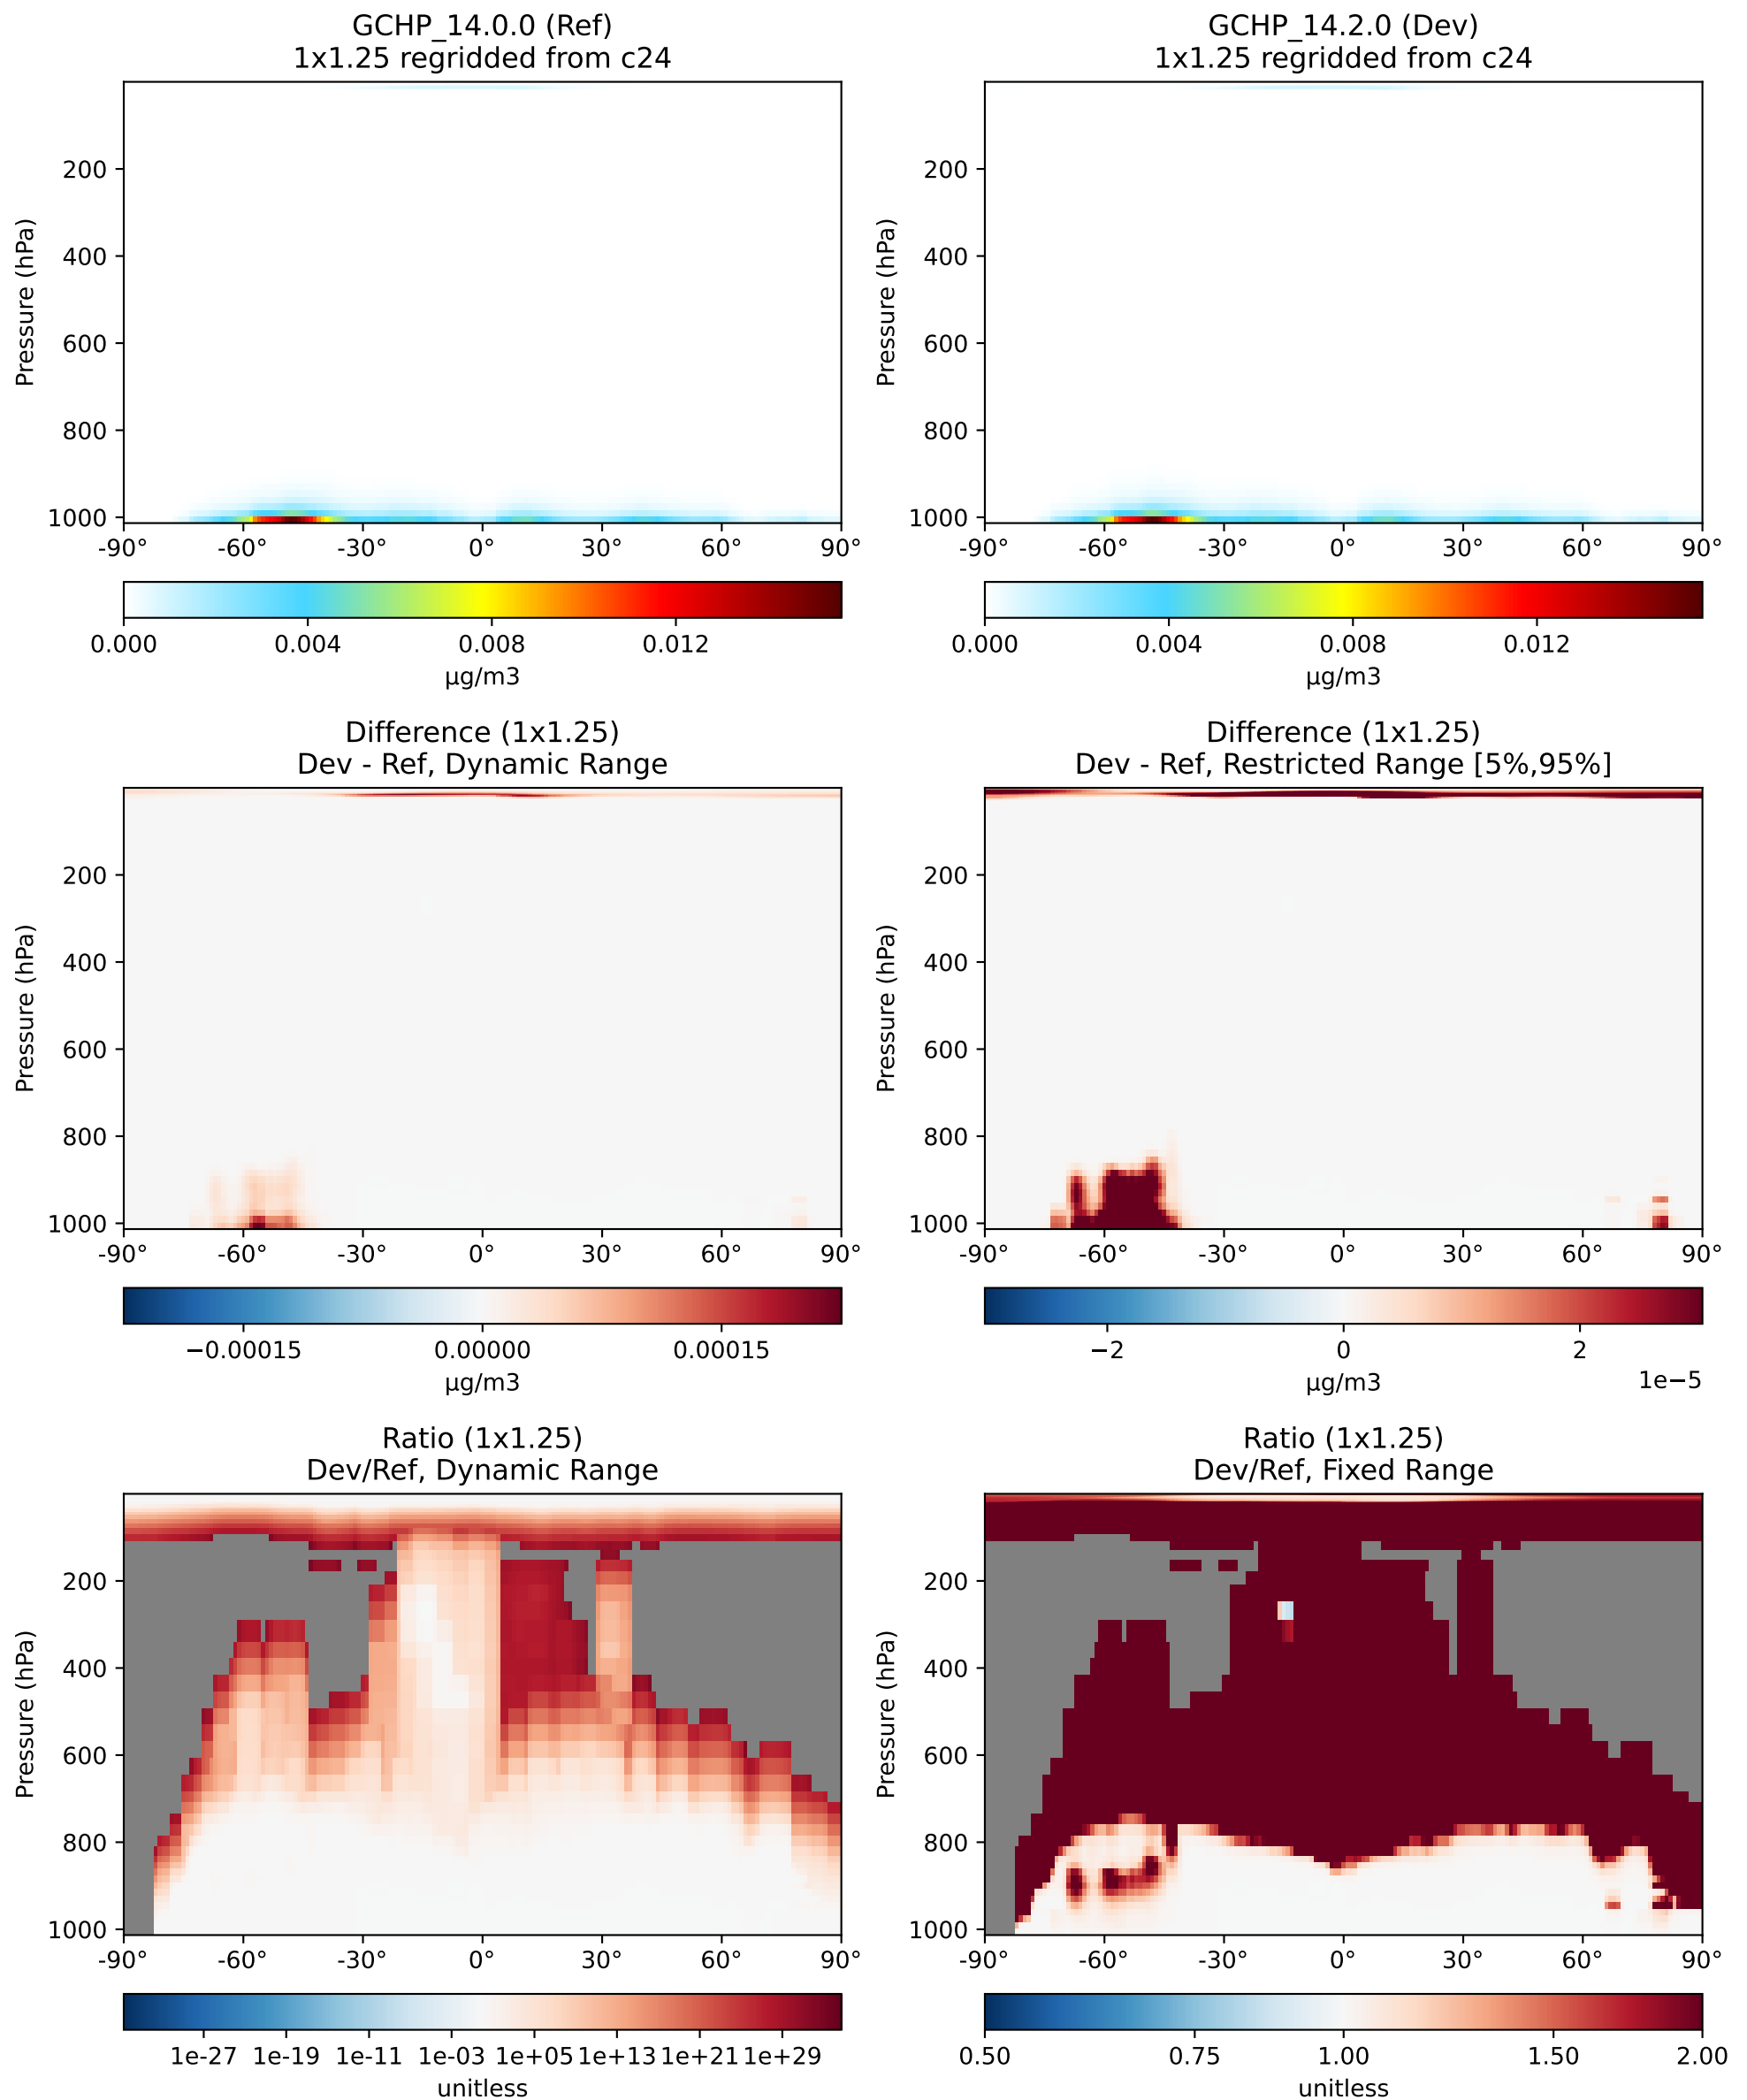 GCHP_14.0.0 (Ref)
1x1.25 regridded from c24
GCHP_14.2.0 (Dev)
1x1.25 regridded from c24
Pressure (hPa)
200
400
600
800
1000
-90° -60° -30° 0° 30° 60° 90°
0.000 0.004 0.008 0.012
μg/m3
Pressure (hPa)
200
400
600
800
1000
-90° -60° -30° 0° 30° 60° 90°
0.000 0.004 0.008 0.012
μg/m3
Difference (1x1.25)
Dev - Ref, Dynamic Range
Pressure (hPa)
200
400
600
800
1000
-90° -60° -30° 0° 30° 60° 90°
−0.00015 0.00000 0.00015
μg/m3
Difference (1x1.25)
Dev - Ref, Restricted Range [5%,95%]
Pressure (hPa)
200
400
600
800
1000
-90° -60° -30° 0° 30° 60° 90°
−2 0 2
μg/m3
1e−5
Ratio (1x1.25)
Dev/Ref, Dynamic Range
Pressure (hPa)
200
400
600
800
1000
-90° -60° -30° 0° 30° 60° 90°
1e-27 1e-19 1e-11 1e-03 1e+05 1e+13 1e+21 1e+29
unitless
Ratio (1x1.25)
Dev/Ref, Fixed Range
Pressure (hPa)
200
400
600
800
1000
-90° -60° -30° 0° 30° 60° 90°
0.50 0.75 1.00 1.50 2.00
unitless